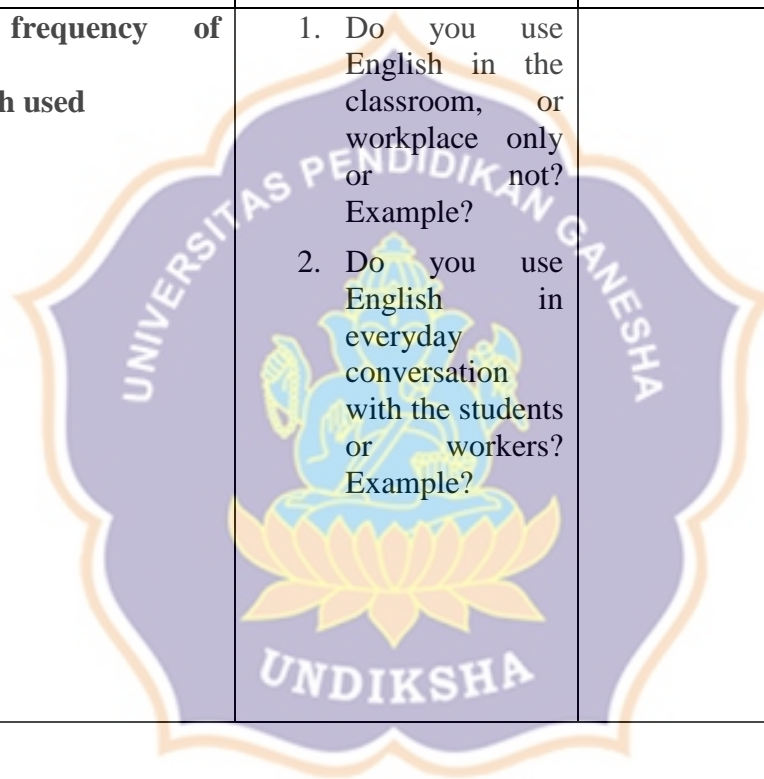 frequency of
h used
1. Do you use
English in the
classroom, or
workplace only
or not?
Example?
2. Do you use
English in
everyday
conversation
with the students
or workers?
Example?
UNIVERSITAS PENDIDIKAN GANESHA
UNDIKSHA